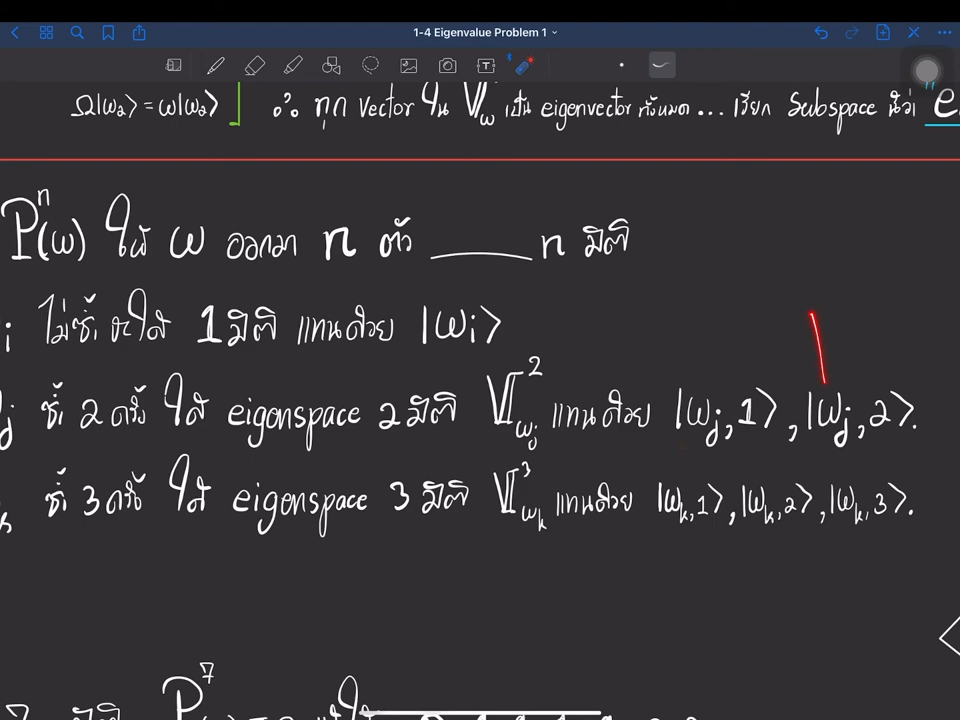 1-4 Eigenvalue Problem 1
Ω|ω₂> = ω|ω₂> ∴ ทุก vector ใน 𝕍_ω เป็น eigenvector ทั้งหมด ... เรียก Subspace นี้ว่า "e
Pⁿ(ω) ให้ ω ออกมา n ตัว ______ n มิติ
i ไม่ซ้ำ จะได้ 1 มิติ แทนด้วย |ωi>
j ซ้ำ 2 ครั้ง ได้ eigenspace 2 มิติ 𝕍²_ωj แทนด้วย |ωj,1>, |ωj,2>.
k ซ้ำ 3 ครั้ง ได้ eigenspace 3 มิติ 𝕍³_ωk แทนด้วย |ωk,1>, |ωk,2>, |ωk,3>.
P⁷